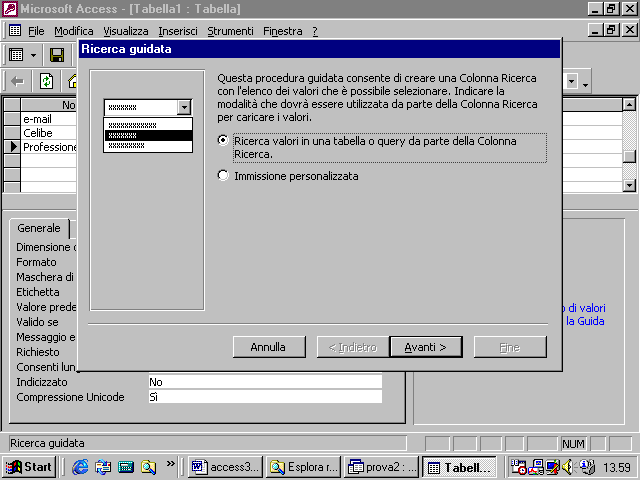 Microsoft Access - [Tabella1 : Tabella]
File Modifica Visualizza Inserisci Strumenti Finestra ?
Ricerca guidata
No
e-mail
Celibe
Professione
xxxxxxx
xxxxxxxxxxxx
xxxxxxx
xxxxxxxxx
Questa procedura guidata consente di creare una Colonna Ricerca
con l'elenco dei valori che è possibile selezionare. Indicare la
modalità che dovrà essere utilizzata da parte della Colonna Ricerca
per caricare i valori.
Ricerca valori in una tabella o query da parte della Colonna
Ricerca.
Immissione personalizzata
Annulla < Indietro Avanti > Fine
Generale
Dimensione
Formato
Maschera di
Etichetta
Valore prede
Valido se
Messaggio e
Richiesto
Consenti lun
Indicizzato No
Compressione Unicode Sì
o di valori
la Guida
Ricerca guidata NUM
Start » access3... Esplora r... prova2 : ... Tabell... 13.59